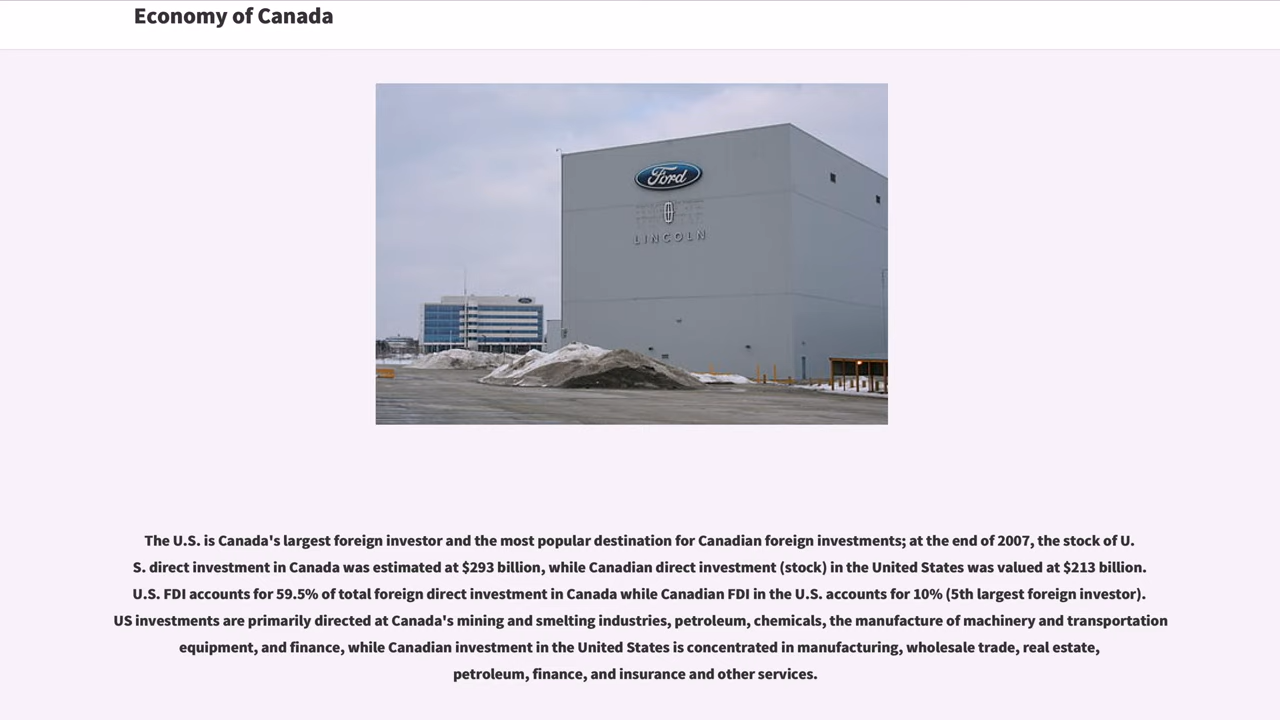 Economy of Canada
Ford
LINCOLN
The U.S. is Canada's largest foreign investor and the most popular destination for Canadian foreign investments; at the end of 2007, the stock of U.
S. direct investment in Canada was estimated at $293 billion, while Canadian direct investment (stock) in the United States was valued at $213 billion.
U.S. FDI accounts for 59.5% of total foreign direct investment in Canada while Canadian FDI in the U.S. accounts for 10% (5th largest foreign investor).
US investments are primarily directed at Canada's mining and smelting industries, petroleum, chemicals, the manufacture of machinery and transportation
equipment, and finance, while Canadian investment in the United States is concentrated in manufacturing, wholesale trade, real estate,
petroleum, finance, and insurance and other services.